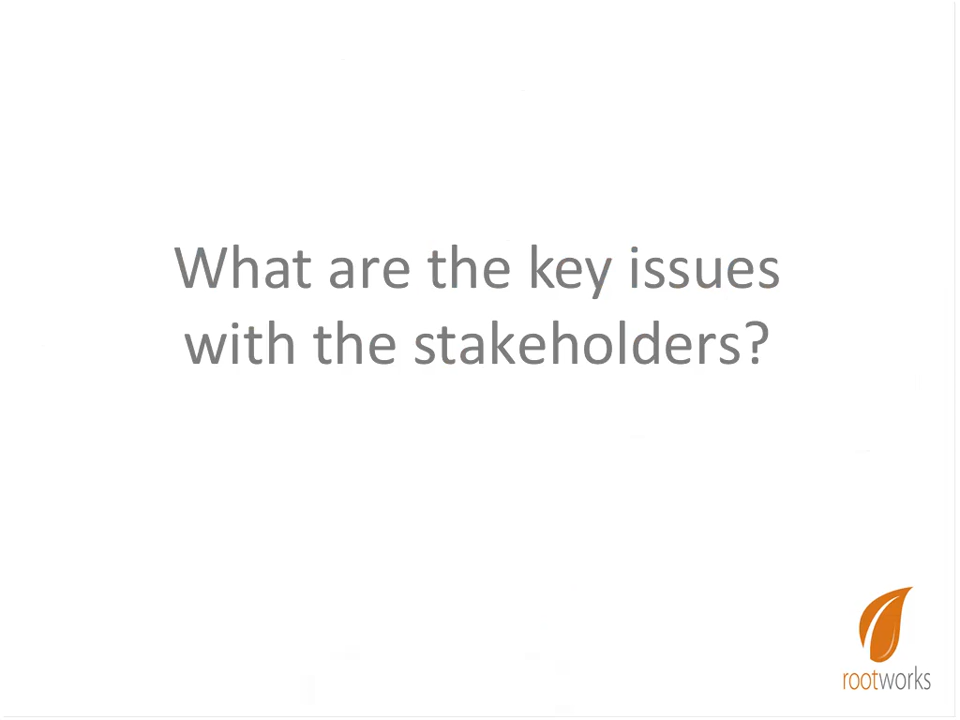 What are the key issues
with the stakeholders?
rootworks